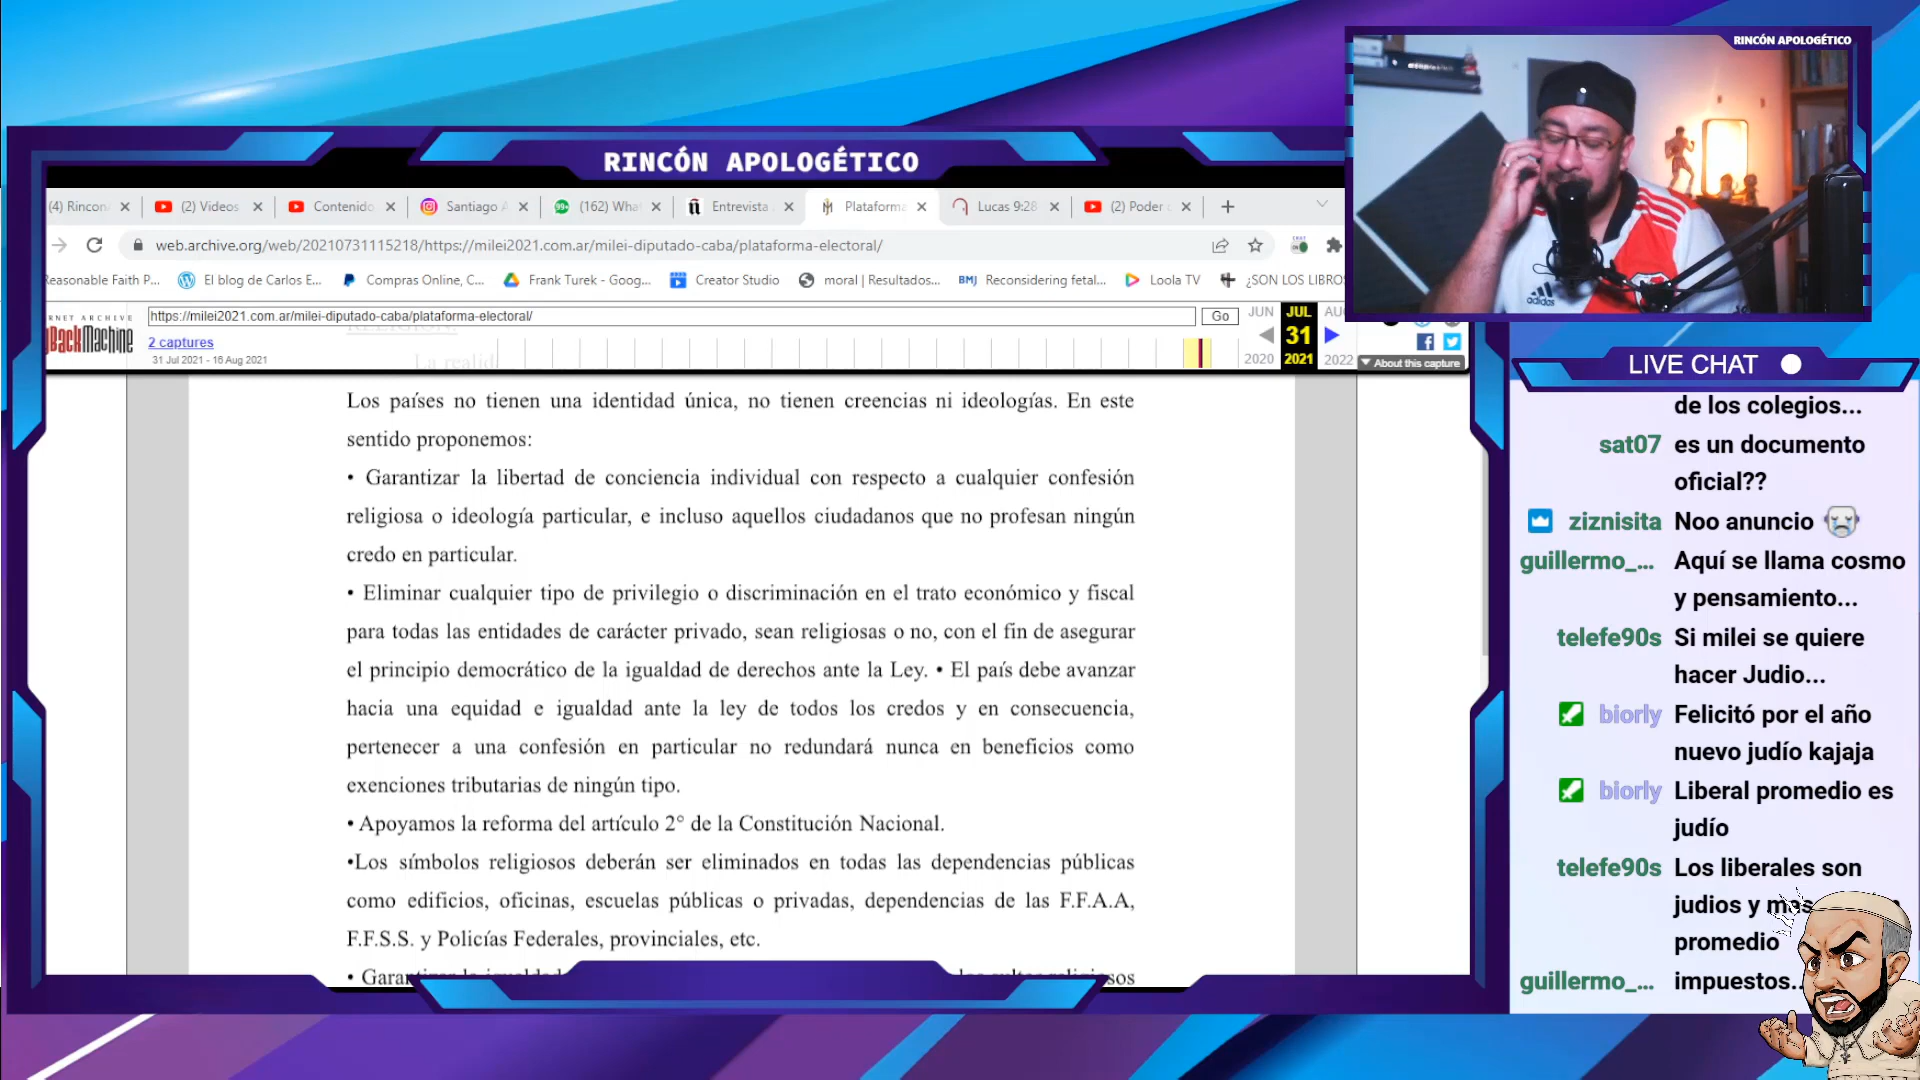 RINCÓN APOLOGÉTICO
RINCÓN APOLOGÉTICO
(4) Rincon
(2) Videos
Contenido
Santiago
(162) Wha
Entrevista
Plataforma
Lucas 9:28
(2) Poder
web.archive.org/web/20210731115218/https://milei2021.com.ar/milei-diputado-caba/plataforma-electoral/
Reasonable Faith P...
El blog de Carlos E...
Compras Online, C...
Frank Turek - Goog...
Creator Studio
moral | Resultados...
BMJ
Reconsidering fetal...
Loola TV
¿SON LOS LIBROS
https://milei2021.com.ar/milei-diputado-caba/plataforma-electoral/
Go
JUN
JUL
2 captures
31
31 Jul 2021 - 16 Aug 2021
2020
2021
2022
About this capture
La realid
Los países no tienen una identidad única, no tienen creencias ni ideologías. En este
sentido proponemos:
• Garantizar la libertad de conciencia individual con respecto a cualquier confesión
religiosa o ideología particular, e incluso aquellos ciudadanos que no profesan ningún
credo en particular.
• Eliminar cualquier tipo de privilegio o discriminación en el trato económico y fiscal
para todas las entidades de carácter privado, sean religiosas o no, con el fin de asegurar
el principio democrático de la igualdad de derechos ante la Ley. • El país debe avanzar
hacia una equidad e igualdad ante la ley de todos los credos y en consecuencia,
pertenecer a una confesión en particular no redundará nunca en beneficios como
exenciones tributarias de ningún tipo.
• Apoyamos la reforma del artículo 2° de la Constitución Nacional.
•Los símbolos religiosos deberán ser eliminados en todas las dependencias públicas
como edificios, oficinas, escuelas públicas o privadas, dependencias de las F.F.A.A,
F.F.S.S. y Policías Federales, provinciales, etc.
LIVE CHAT
de los colegios...
sat07 es un documento
oficial??
ziznisita Noo anuncio
guillermo_... Aquí se llama cosmo
y pensamiento...
telefe90s Si milei se quiere
hacer Judio...
biorly Felicitó por el año
nuevo judío kajaja
biorly Liberal promedio es
judío
telefe90s Los liberales son
judios y
promedio
guillermo_... impuestos..
adidas